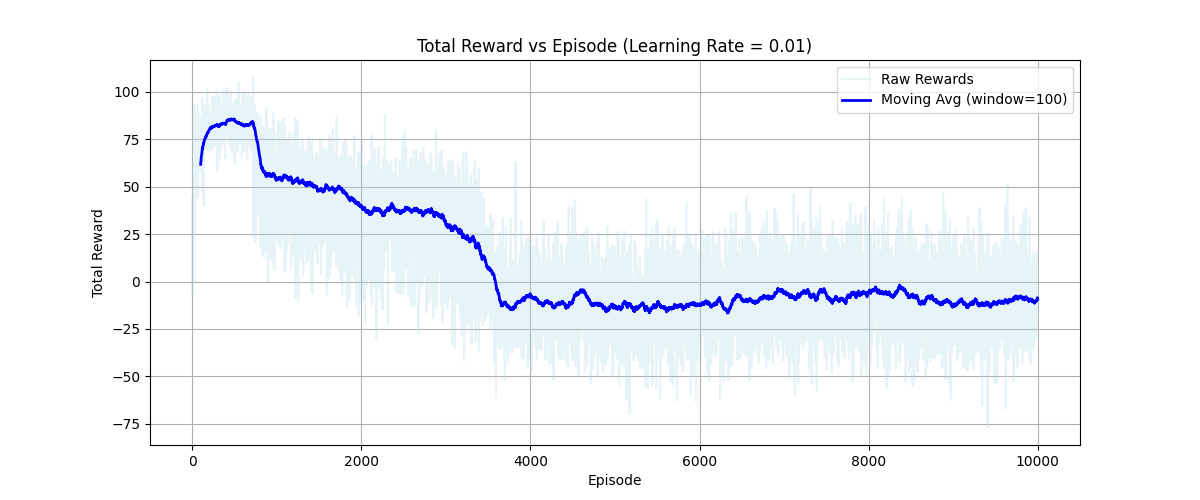 Total Reward vs Episode (Learning Rate = 0.01)
Raw Rewards
Moving Avg (window=100)
Total Reward
100
75
50
25
0
−25
−50
−75
0 2000 4000 6000 8000 10000
Episode